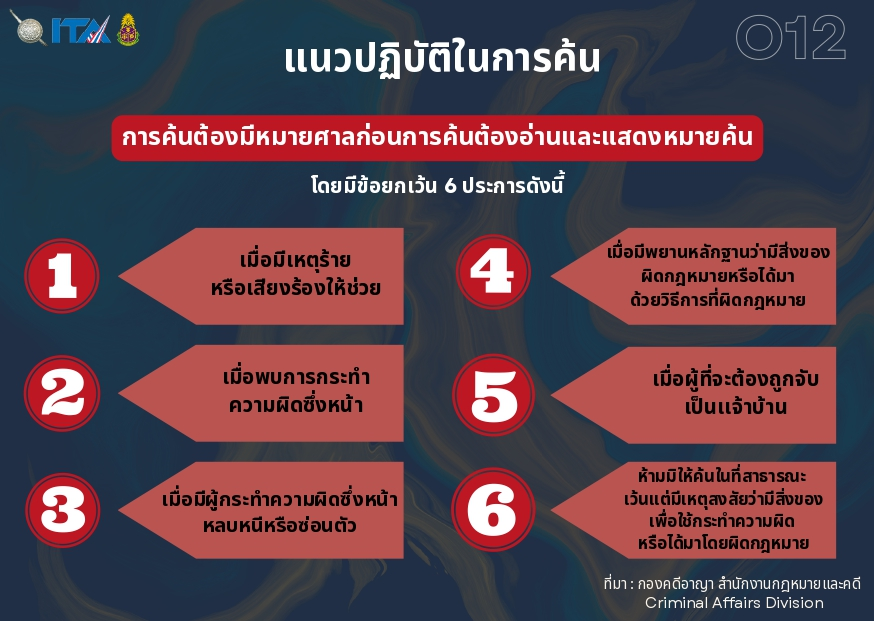 ITA
O12
แนวปฏิบัติในการค้น
การค้นต้องมีหมายศาลก่อนการค้นต้องอ่านและแสดงหมายค้น
โดยมีข้อยกเว้น 6 ประการดังนี้
1
เมื่อมีเหตุร้าย
หรือเสียงร้องให้ช่วย
2
เมื่อพบการกระทำ
ความผิดซึ่งหน้า
3
เมื่อมีผู้กระทำความผิดซึ่งหน้า
หลบหนีหรือซ่อนตัว
4
เมื่อมีพยานหลักฐานว่ามีสิ่งของ
ผิดกฎหมายหรือได้มา
ด้วยวิธีการที่ผิดกฎหมาย
5
เมื่อผู้ที่จะต้องถูกจับ
เป็นแจ้าบ้าน
6
ห้ามมิให้ค้นในที่สาธารณะ
เว้นแต่มีเหตุสงสัยว่ามีสิ่งของ
เพื่อใช้กระทำความผิด
หรือได้มาโดยผิดกฎหมาย
ที่มา : กองคดีอาญา สำนักงานกฎหมายและคดี
Criminal Affairs Division